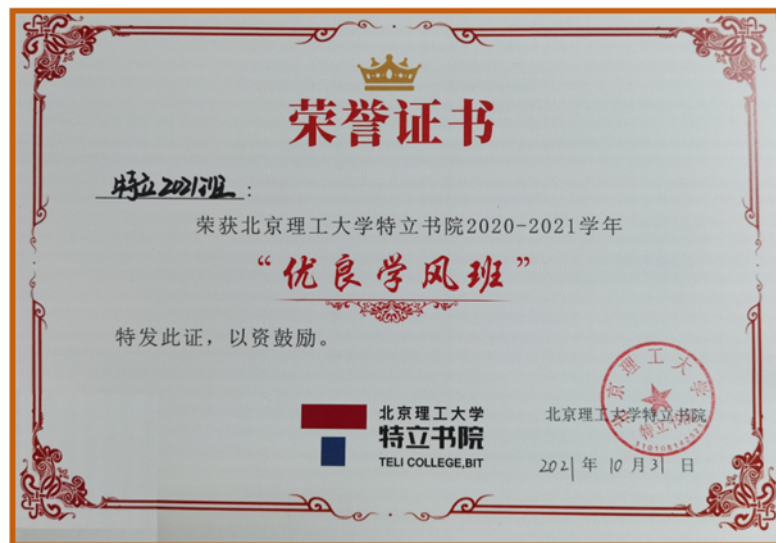 荣誉证书
特立2021班：
荣获北京理工大学特立书院2020-2021学年
“优良学风班”
特发此证，以资鼓励。
北京理工大学
特立书院
TELI COLLEGE,BIT
北京理工大学特立书院
2021年10月31日